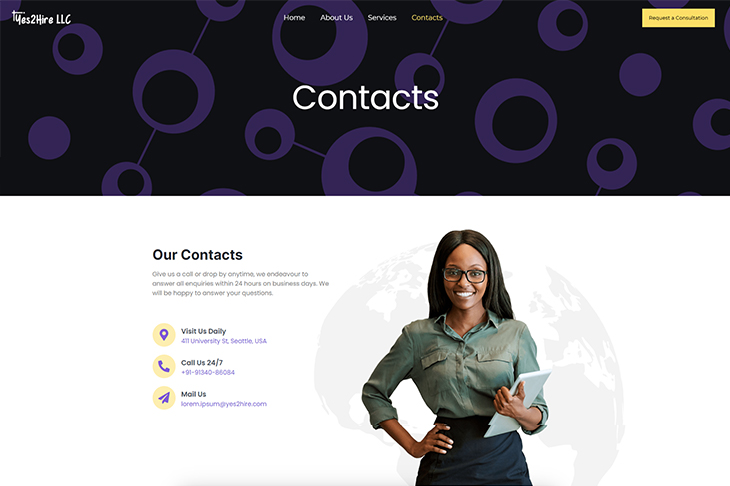 Yes2Hire LLC
Home About Us Services Contacts
Request a Consultation
Contacts
Our Contacts
Give us a call or drop by anytime, we endeavour to
answer all enquiries within 24 hours on business days. We
will be happy to answer your questions.
Visit Us Daily
411 University St, Seattle, USA
Call Us 24/7
+91-91340-86084
Mail Us
lorem.ipsum@yes2hire.com